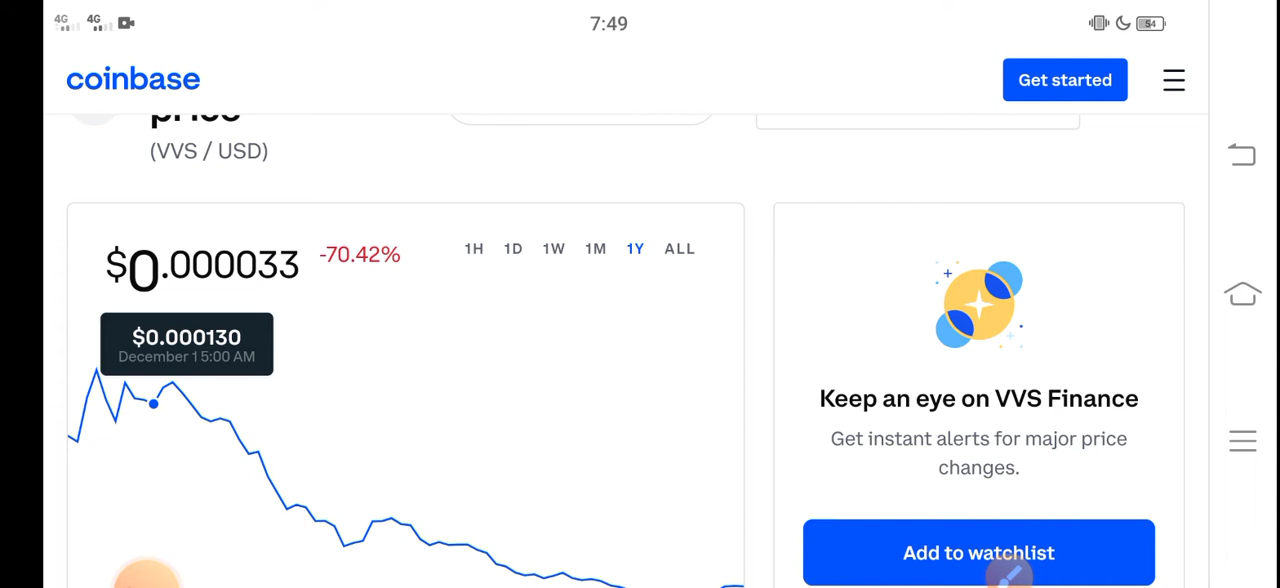 4G 4G 7:49 54
coinbase Get started
price
(VVS / USD)
$0.000033 -70.42% 1H 1D 1W 1M 1Y ALL
$0.000130
December 1 5:00 AM
Keep an eye on VVS Finance
Get instant alerts for major price
changes.
Add to watchlist